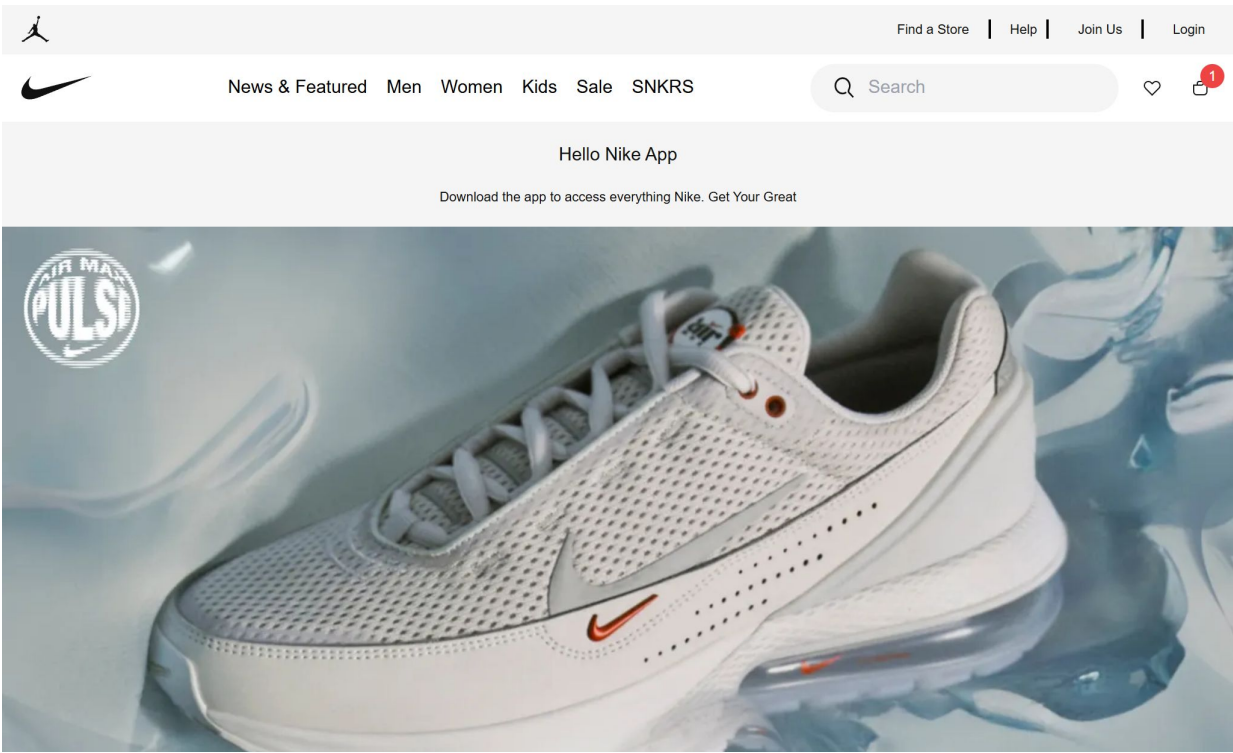 Find a Store | Help | Join Us | Login
News & Featured Men Women Kids Sale SNKRS Search 1
Hello Nike App
Download the app to access everything Nike. Get Your Great
AIR MAX
PULSE
air